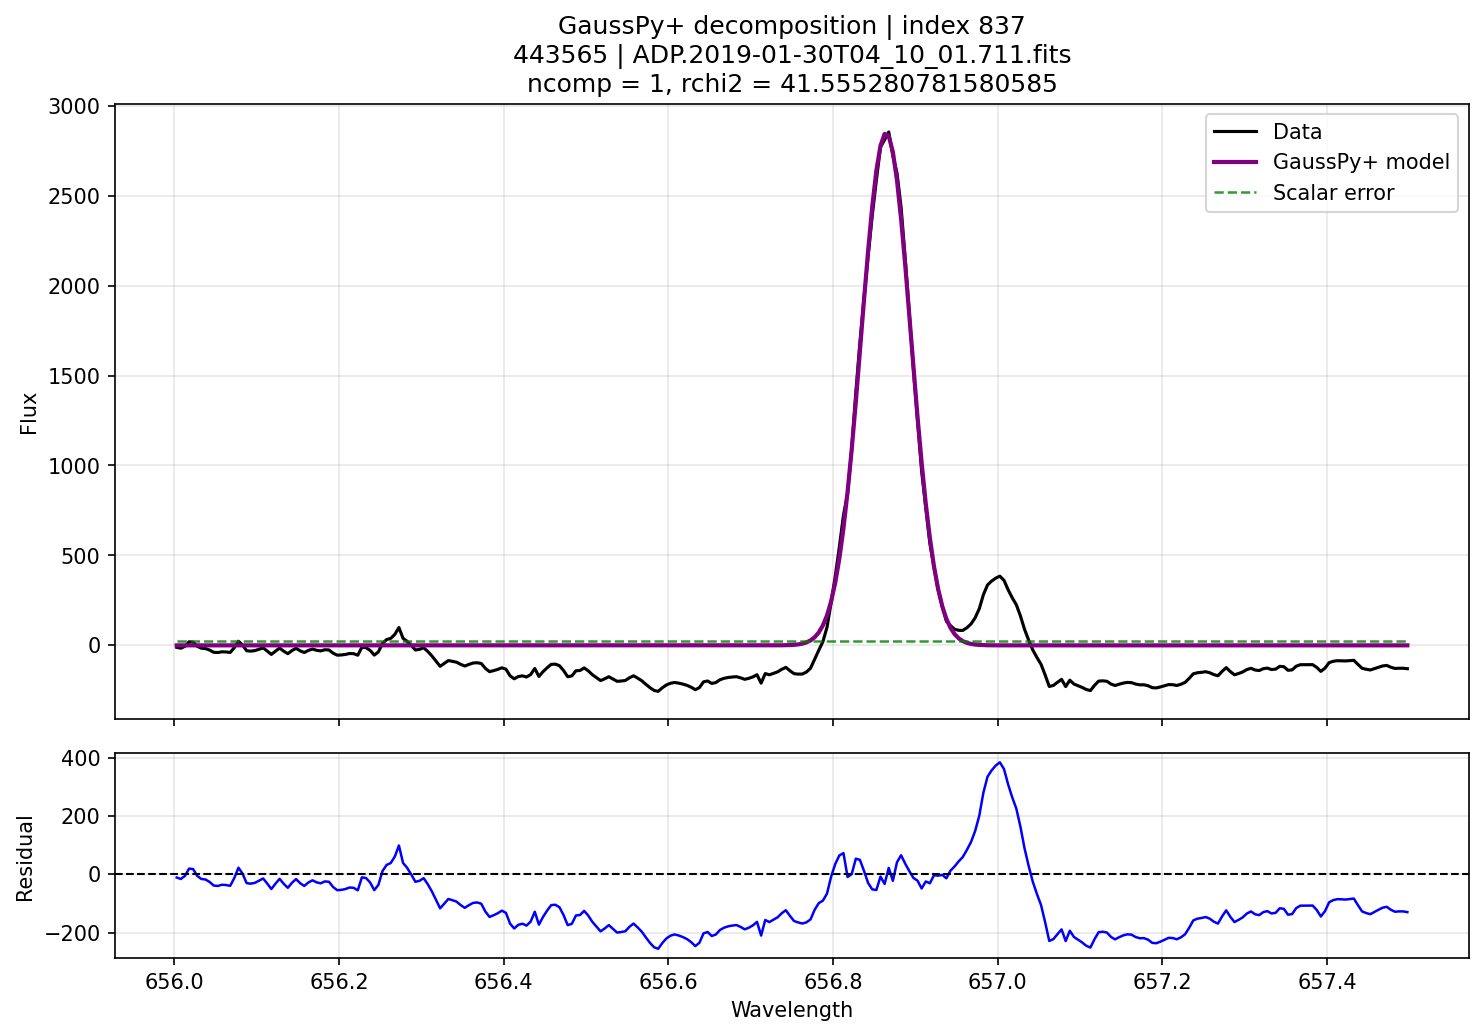 GaussPy+ decomposition | index 837
443565 | ADP.2019-01-30T04_10_01.711.fits
ncomp = 1, rchi2 = 41.555280781580585
Data
GaussPy+ model
Scalar error
Flux
3000
2500
2000
1500
1000
500
0
Residual
400
200
0
−200
656.0 656.2 656.4 656.6 656.8 657.0 657.2 657.4
Wavelength